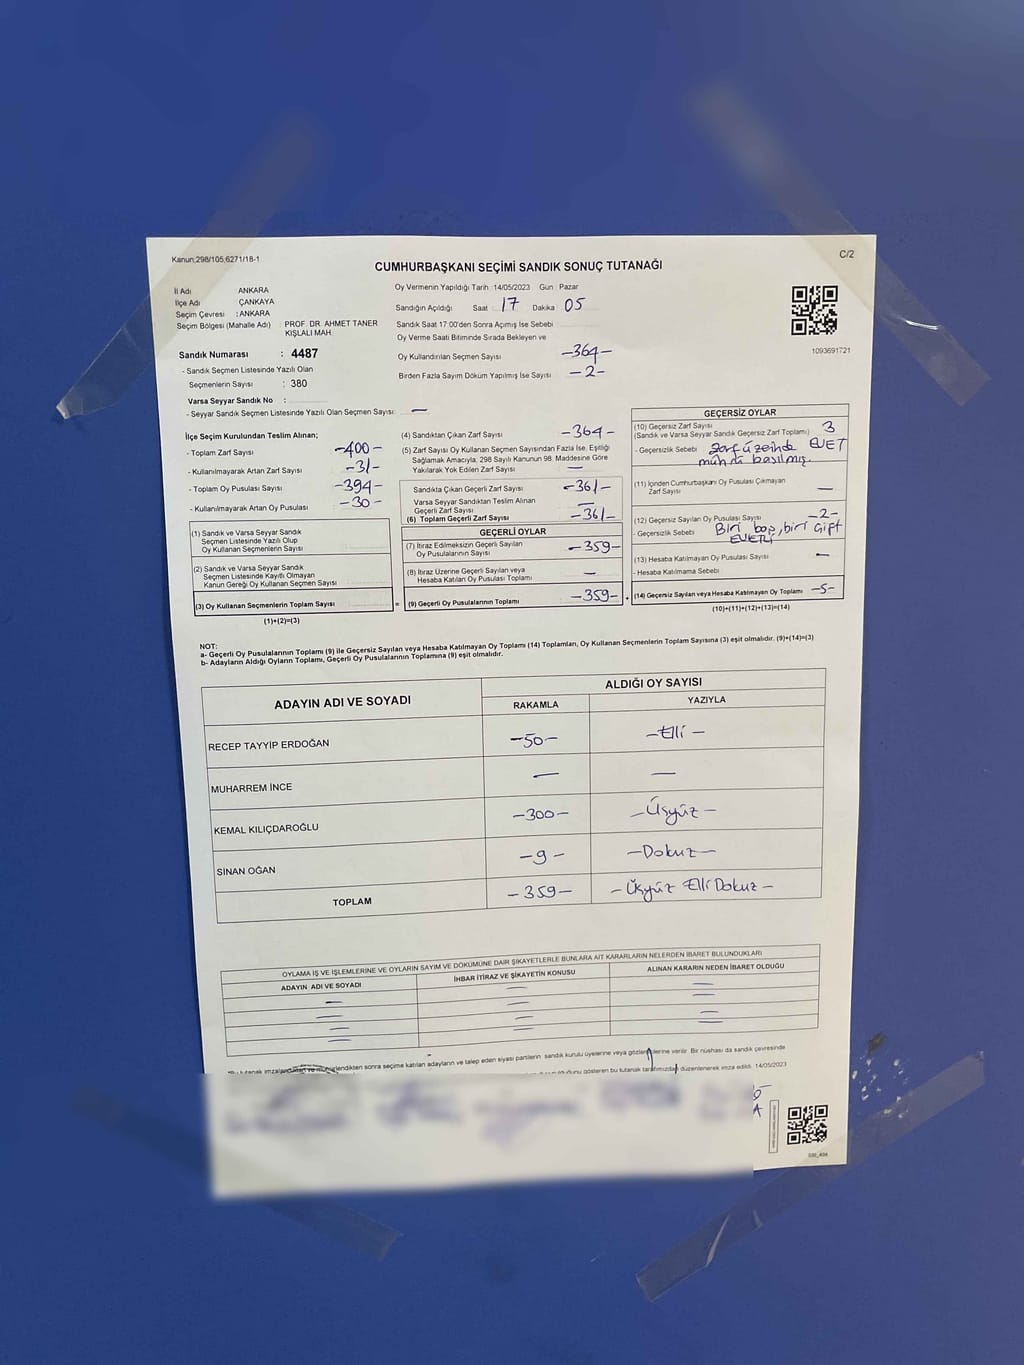 Kanun;298/105;6271/18-1
C/2
CUMHURBAŞKANI SEÇİMİ SANDIK SONUÇ TUTANAĞI
İl Adı ANKARA
İlçe Adı ÇANKAYA
Seçim Çevresi : ANKARA
Seçim Bölgesi (Mahalle Adı) : PROF. DR. AHMET TANER
KIŞLALI MAH.
Sandık Numarası : 4487
- Sandık Seçmen Listesinde Yazılı Olan
Seçmenlerin Sayısı : 380
Varsa Seyyar Sandık No :
- Seyyar Sandık Seçmen Listesinde Yazılı Olan Seçmen Sayısı: —
Oy Vermenin Yapıldığı Tarih 14/05/2023 Gün : Pazar
Sandığın Açıldığı Saat 17 Dakika 05
Sandık Saat 17:00'den Sonra Açımış İse Sebebi
Oy Verme Saati Bitiminde Sırada Bekleyen ve
Oy Kullandırılan Seçmen Sayısı -364-
Birden Fazla Sayım Döküm Yapılmış İse Sayısı -2-
1093691721
İlçe Seçim Kurulundan Teslim Alınan;
- Toplam Zarf Sayısı -400-
- Kullanılmayarak Artan Zarf Sayısı -31-
- Toplam Oy Pusulası Sayısı -394-
- Kullanılmayarak Artan Oy Pusulası -30-
(1) Sandık ve Varsa Seyyar Sandık
Seçmen Listesinde Yazılı Olup
Oy Kullanan Seçmenlerin Sayısı
(2) Sandık ve Varsa Seyyar Sandık
Seçmen Listesinde Kayıtlı Olmayan
Kanun Gereği Oy Kullanan Seçmen Sayısı
(3) Oy Kullanan Seçmenlerin Toplam Sayısı =
(1)+(2)=(3)
(4) Sandıktan Çıkan Zarf Sayısı -364-
(5) Zarf Sayısı Oy Kullanan Seçmen Sayısından Fazla İse, Eşitliği
Sağlamak Amacıyla, 298 Sayılı Kanunun 98. Maddesine Göre
Yakılarak Yok Edilen Zarf Sayısı —
Sandıkta Çıkan Geçerli Zarf Sayısı -361-
Varsa Seyyar Sandıktan Teslim Alınan
Geçerli Zarf Sayısı —
(6) Toplam Geçerli Zarf Sayısı -361-
GEÇERLİ OYLAR
(7) İtiraz Edilmeksizin Geçerli Sayılan
Oy Pusulalarının Sayısı -359-
(8) İtiraz Üzerine Geçerli Sayılan veya
Hesaba Katılan Oy Pusulası Toplamı —
(9) Geçerli Oy Pusulalarının Toplamı -359- +
GEÇERSİZ OYLAR
(10) Geçersiz Zarf Sayısı 3
(Sandık ve Varsa Seyyar Sandık Geçersiz Zarf Toplamı)
- Geçersizlik Sebebi Zarf üzerinde EVET
mührü basılmış.
(11) İçinden Cumhurbaşkanı Oy Pusulası Çıkmayan
Zarf Sayısı —
(12) Geçersiz Sayılan Oy Pusulası Sayısı -2-
- Geçersizlik Sebebi Biri boş, biri çift
EVETLİ
(13) Hesaba Katılmayan Oy Pusulası Sayısı —
- Hesaba Katılmama Sebebi
(14) Geçersiz Sayılan veya Hesaba Katılmayan Oy Toplamı -5-
(10)+(11)+(12)+(13)=(14)
NOT:
a- Geçerli Oy Pusulalarının Toplamı (9) ile Geçersiz Sayılan veya Hesaba Katılmayan Oy Toplamı (14) Toplamları, Oy Kullanan Seçmenlerin Toplam Sayısına (3) eşit olmalıdır. (9)+(14)=(3)
b- Adayların Aldığı Oyların Toplamı, Geçerli Oy Pusulalarının Toplamına (9) eşit olmalıdır.
ADAYIN ADI VE SOYADI ALDIĞI OY SAYISI
RAKAMLA YAZIYLA
RECEP TAYYİP ERDOĞAN -50- -Elli-
MUHARREM İNCE — —
KEMAL KILIÇDAROĞLU -300- -Üçyüz-
SİNAN OĞAN -9- -Dokuz-
TOPLAM -359- -Üçyüz Elli Dokuz-
OYLAMA İŞ VE İŞLEMLERİNE VE OYLARIN SAYIM VE DÖKÜMÜNE DAİR ŞİKAYETLERLE BUNLARA AİT KARARLARIN NELERDEN İBARET BULUNDUKLARI
ADAYIN ADI VE SOYADI İHBAR İTİRAZ VE ŞİKAYETİN KONUSU ALINAN KARARIN NEDEN İBARET OLDUĞU
— — —
— — —
— — —
— — —
tutanak imzalandıktan ve mühürlendikten sonra seçime katılan adayların ve talep eden siyasi partilerin sandık kurulu üyelerine veya gözlemcilerine verilir. Bir nüshası da sandık çevresinde
gösteren bu tutanak tarafımızdan düzenlenerek imza edildi. 14/05/2023